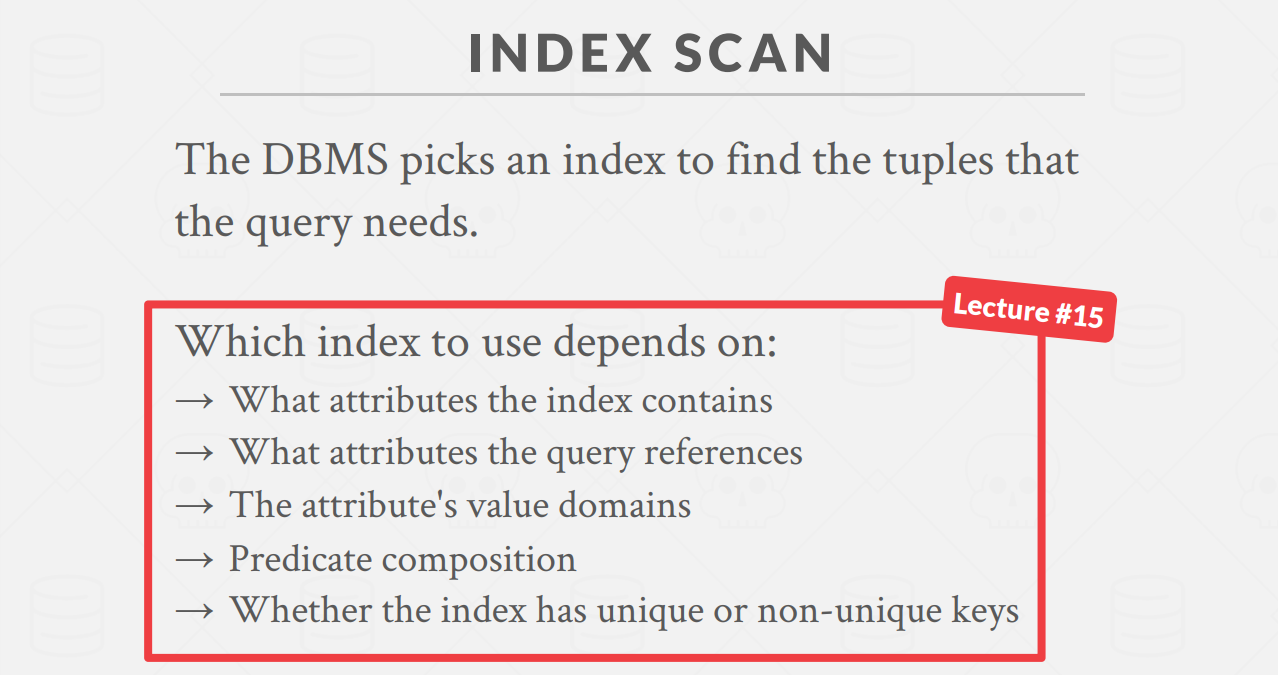 INDEX SCAN
The DBMS picks an index to find the tuples that
the query needs.
Lecture #15
Which index to use depends on:
→ What attributes the index contains
→ What attributes the query references
→ The attribute's value domains
→ Predicate composition
→ Whether the index has unique or non-unique keys